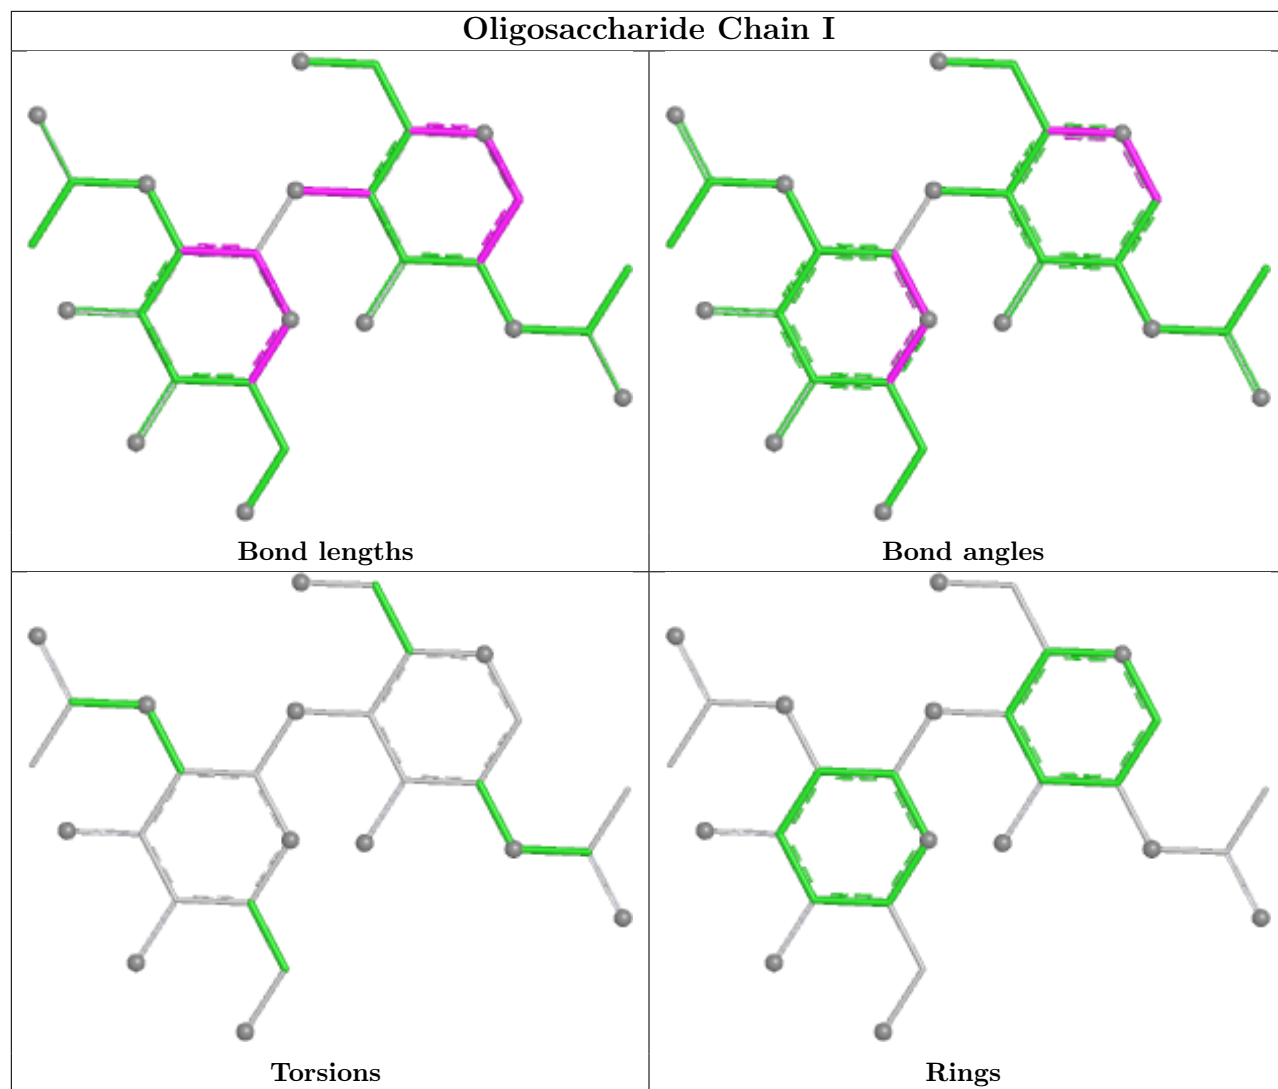 Oligosaccharide Chain I
Bond lengths
Bond angles
Torsions
Rings